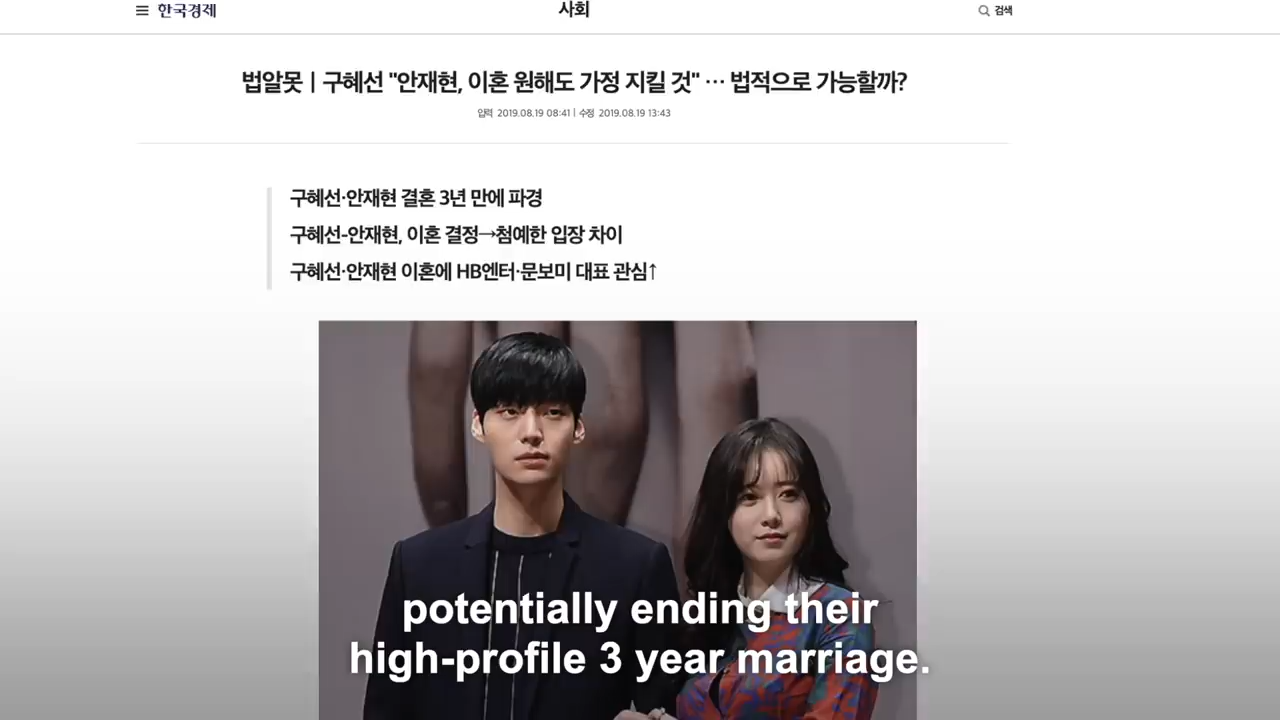 한국경제
사회
검색
법알못 | 구혜선 "안재현, 이혼 원해도 가정 지킬 것" … 법적으로 가능할까?
입력 2019.08.19 08:41 | 수정 2019.08.19 13:43
구혜선·안재현 결혼 3년 만에 파경
구혜선-안재현, 이혼 결정→첨예한 입장 차이
구혜선·안재현 이혼에 HB엔터·문보미 대표 관심↑
potentially ending their
high-profile 3 year marriage.